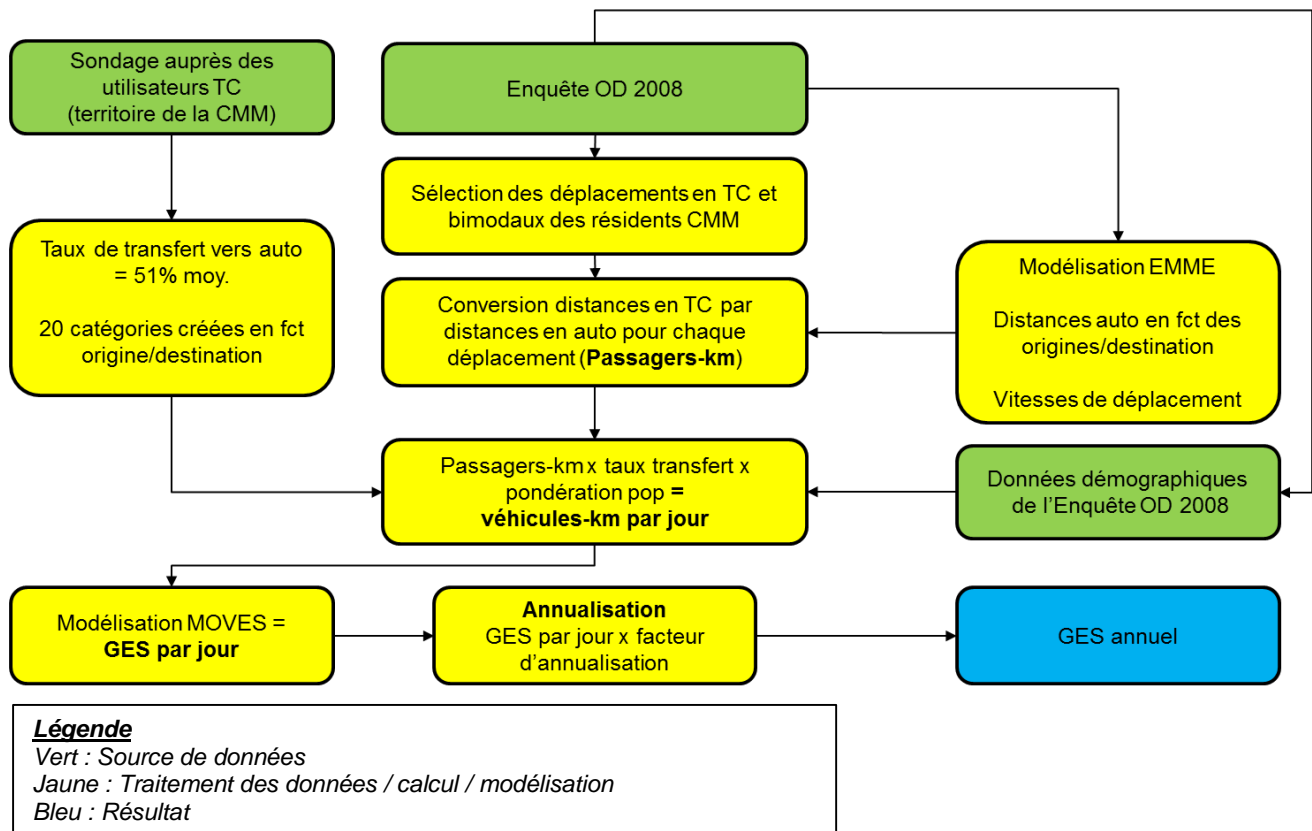 Sondage auprès des
utilisateurs TC
(territoire de la CMM)
Enquête OD 2008
Sélection des déplacements en TC et
bimodaux des résidents CMM
Taux de transfert vers auto
= 51% moy.
20 catégories créées en fct
origine/destination
Conversion distances en TC par
distances en auto pour chaque
déplacement (Passagers-km)
Modélisation EMME
Distances auto en fct des
origines/destination
Vitesses de déplacement
Passagers-km x taux transfert x
pondération pop =
véhicules-km par jour
Données démographiques
de l’Enquête OD 2008
Modélisation MOVES =
GES par jour
Annualisation
GES par jour x facteur
d’annualisation
GES annuel
Légende
Vert : Source de données
Jaune : Traitement des données / calcul / modélisation
Bleu : Résultat